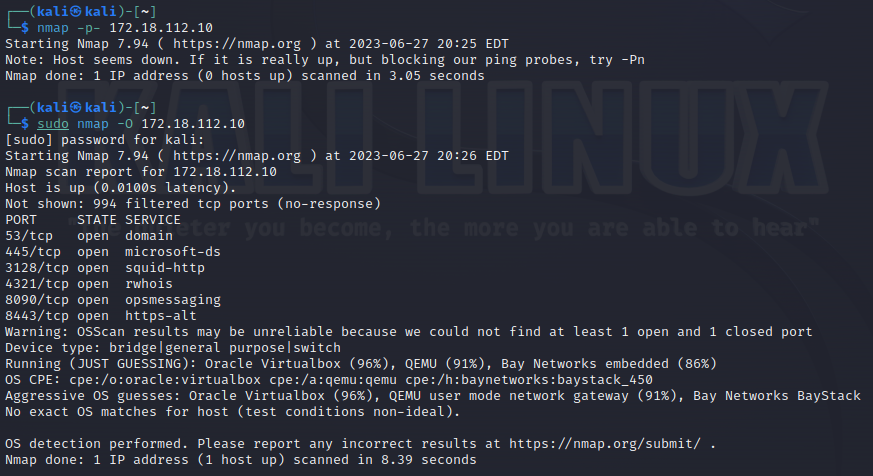 ┌──(kali㉿kali)-[~]
└─$ nmap -p- 172.18.112.10
Starting Nmap 7.94 ( https://nmap.org ) at 2023-06-27 20:25 EDT
Note: Host seems down. If it is really up, but blocking our ping probes, try -Pn
Nmap done: 1 IP address (0 hosts up) scanned in 3.05 seconds
┌──(kali㉿kali)-[~]
└─$ sudo nmap -O 172.18.112.10
[sudo] password for kali:
Starting Nmap 7.94 ( https://nmap.org ) at 2023-06-27 20:26 EDT
Nmap scan report for 172.18.112.10
Host is up (0.0100s latency).
Not shown: 994 filtered tcp ports (no-response)
PORT     STATE SERVICE
53/tcp   open  domain
445/tcp  open  microsoft-ds
3128/tcp open  squid-http
4321/tcp open  rwhois
8090/tcp open  opsmessaging
8443/tcp open  https-alt
Warning: OSScan results may be unreliable because we could not find at least 1 open and 1 closed port
Device type: bridge|general purpose|switch
Running (JUST GUESSING): Oracle Virtualbox (96%), QEMU (91%), Bay Networks embedded (86%)
OS CPE: cpe:/o:oracle:virtualbox cpe:/a:qemu:qemu cpe:/h:baynetworks:baystack_450
Aggressive OS guesses: Oracle Virtualbox (96%), QEMU user mode network gateway (91%), Bay Networks BayStack
No exact OS matches for host (test conditions non-ideal).
OS detection performed. Please report any incorrect results at https://nmap.org/submit/ .
Nmap done: 1 IP address (1 host up) scanned in 8.39 seconds
KALI LINUX
you become, the more you are able to hear"